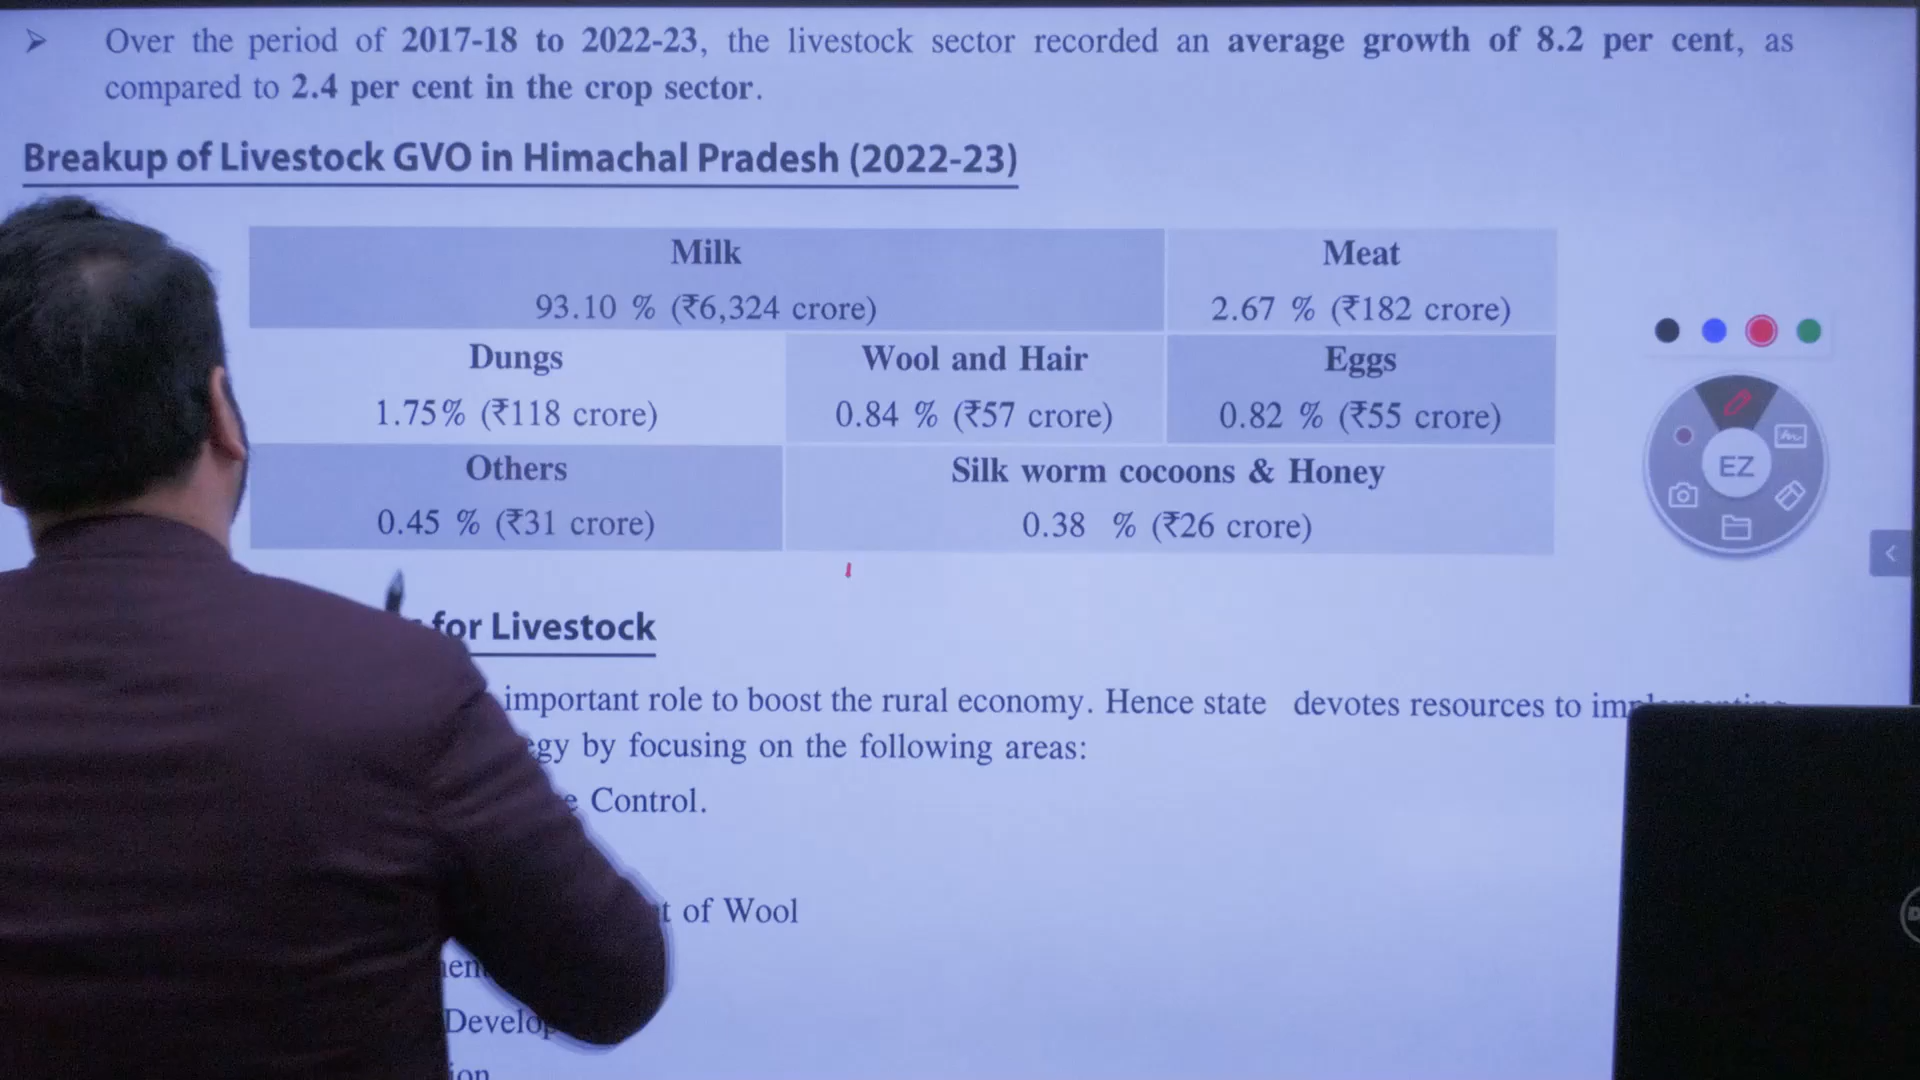 ➢ Over the period of 2017-18 to 2022-23, the livestock sector recorded an average growth of 8.2 per cent, as
compared to 2.4 per cent in the crop sector.
Breakup of Livestock GVO in Himachal Pradesh (2022-23)
Milk
93.10 % (₹6,324 crore)
Meat
2.67 % (₹182 crore)
Dungs
1.75% (₹118 crore)
Wool and Hair
0.84 % (₹57 crore)
Eggs
0.82 % (₹55 crore)
Others
0.45 % (₹31 crore)
Silk worm cocoons & Honey
0.38 % (₹26 crore)
EZ
for Livestock
important role to boost the rural economy. Hence state devotes resources to
by focusing on the following areas:
Control.
of Wool